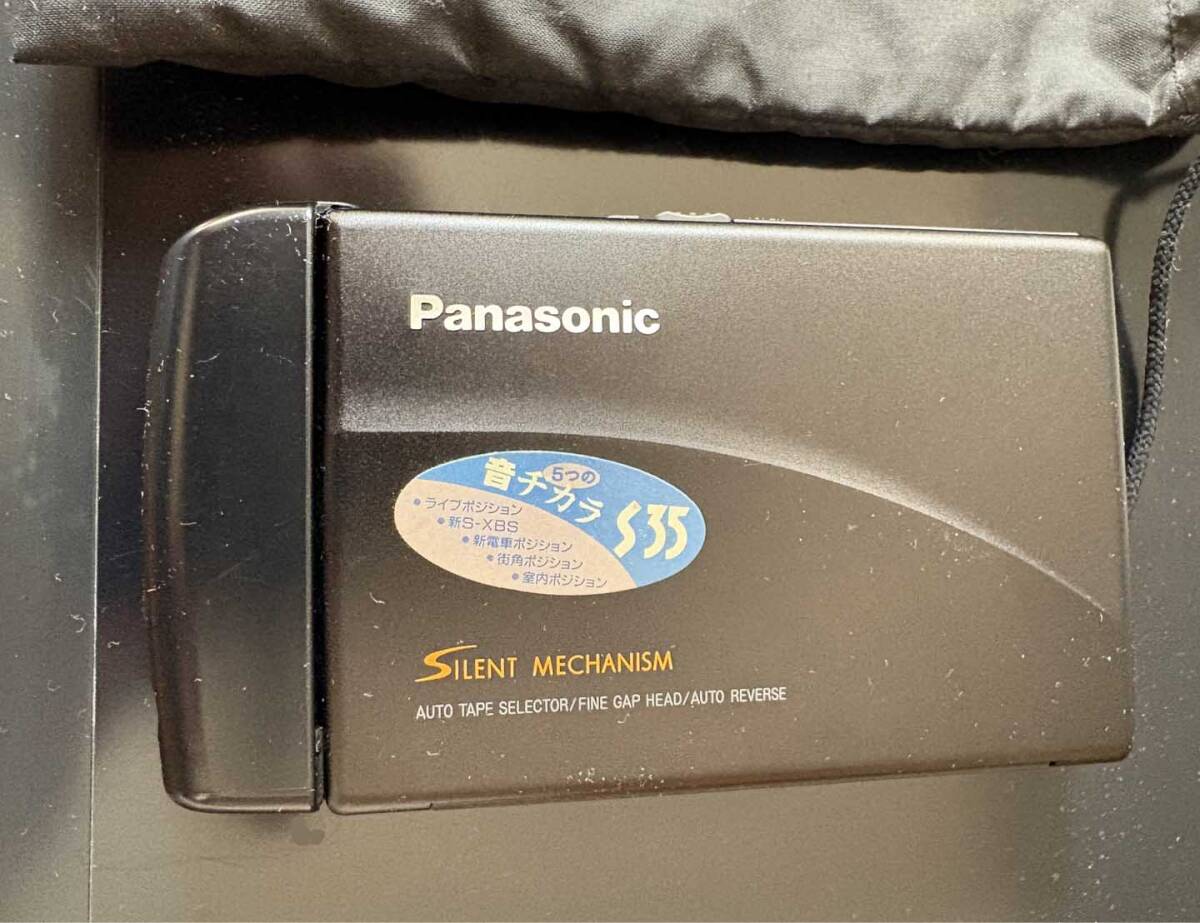 Panasonic
5つの
音チカラ
S35
• ライブポジション
• 新S-XBS
• 新電車ポジション
• 街角ポジション
• 室内ポジション
SILENT MECHANISM
AUTO TAPE SELECTOR/FINE GAP HEAD/AUTO REVERSE